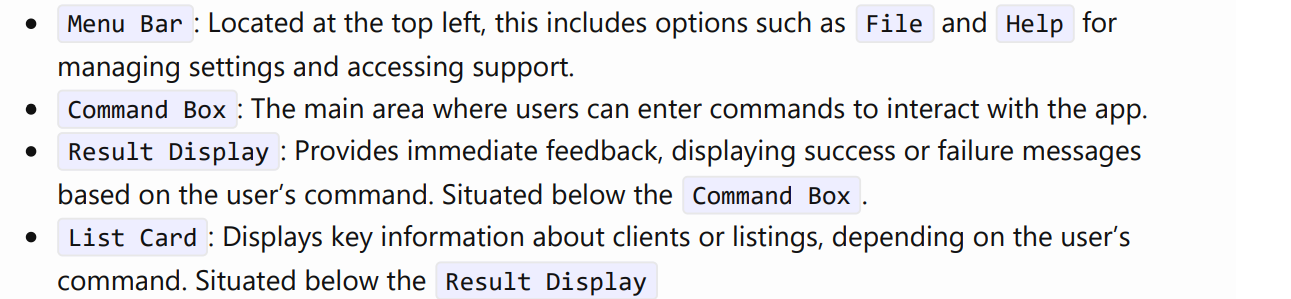 • Menu Bar : Located at the top left, this includes options such as File and Help for
managing settings and accessing support.
• Command Box : The main area where users can enter commands to interact with the app.
• Result Display : Provides immediate feedback, displaying success or failure messages
based on the user’s command. Situated below the Command Box .
• List Card : Displays key information about clients or listings, depending on the user’s
command. Situated below the Result Display